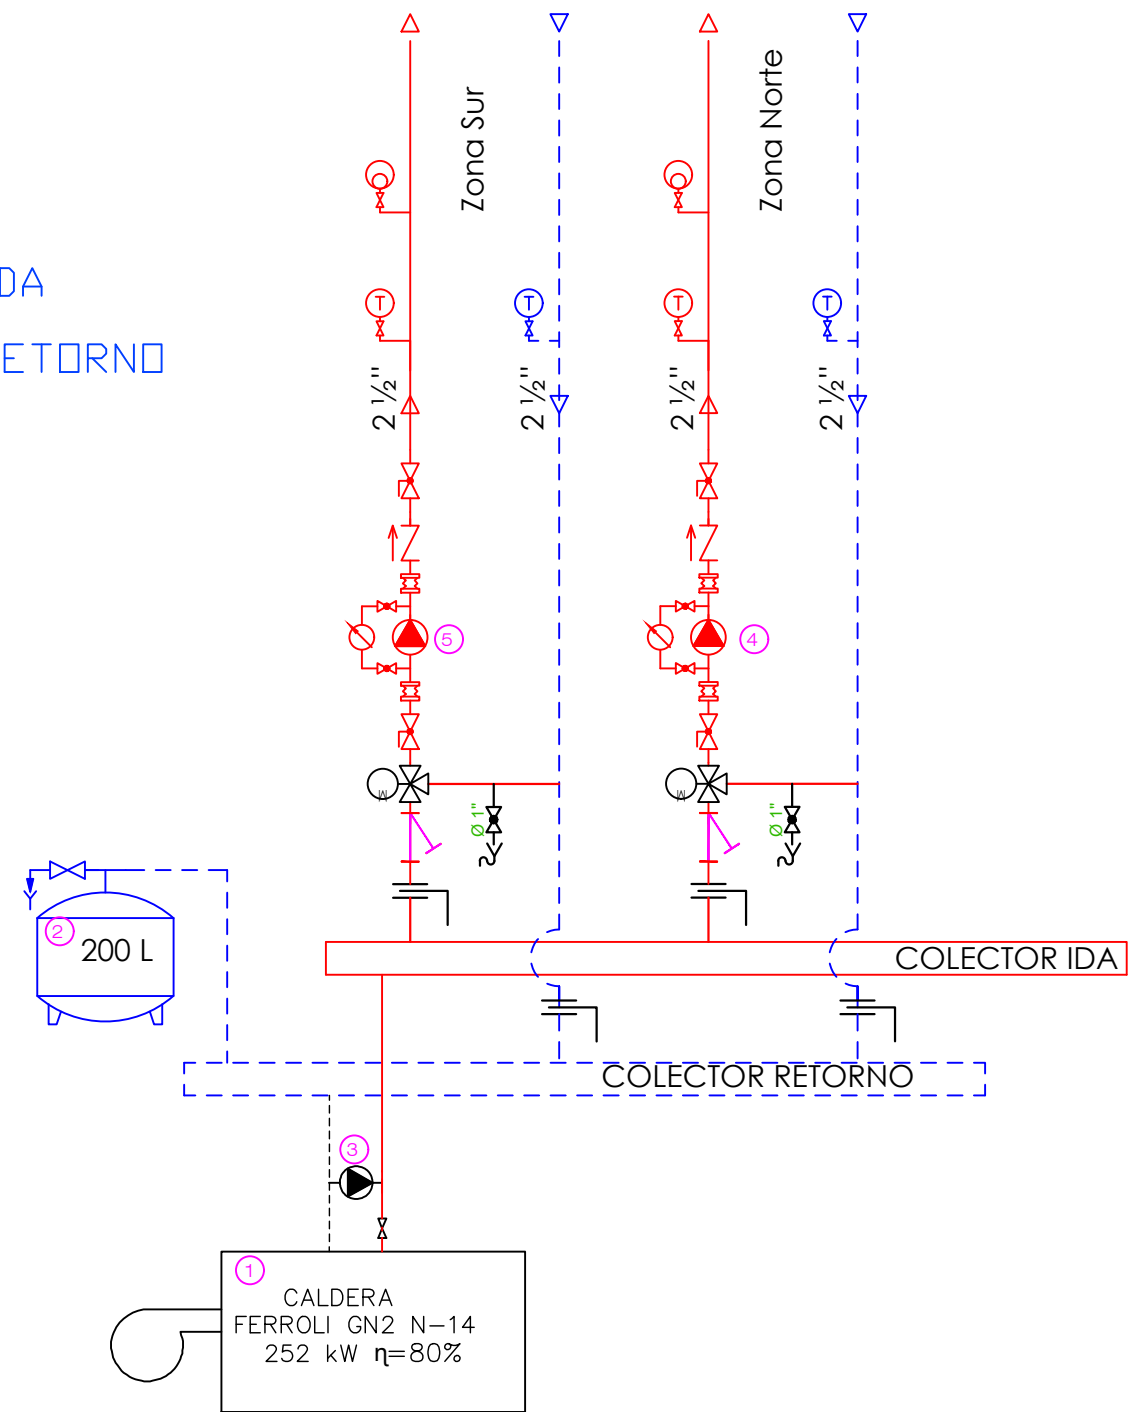 Zona Sur
Zona Norte
DA
ETORNO
T
T
T
T
2 ½"
2 ½"
2 ½"
2 ½"
5
4
M
M
Ø 1"
Ø 1"
2
200 L
COLECTOR IDA
COLECTOR RETORNO
3
1
CALDERA
FERROLI GN2 N-14
252 kW η=80%